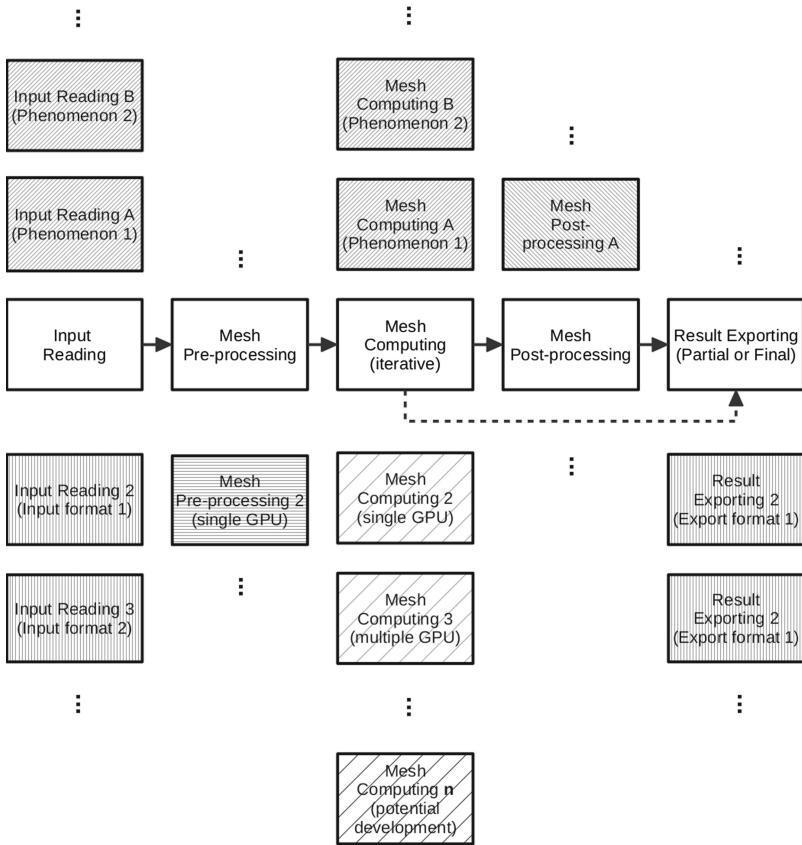 Input Reading B
(Phenomenon 2)
Mesh
Computing B
(Phenomenon 2)
Input Reading A
(Phenomenon 1)
Mesh
Computing A
(Phenomenon 1)
Mesh
Post-
processing A
Input
Reading
Mesh
Pre-processing
Mesh
Computing
(iterative)
Mesh
Post-processing
Result Exporting
(Partial or Final)
Input Reading 2
(Input format 1)
Mesh
Pre-processing 2
(single GPU)
Mesh
Computing 2
(single GPU)
Result
Exporting 2
(Export format 1)
Input Reading 3
(Input format 2)
Mesh
Computing 3
(multiple GPU)
Result
Exporting 2
(Export format 1)
Mesh
Computing n
(potential
development)